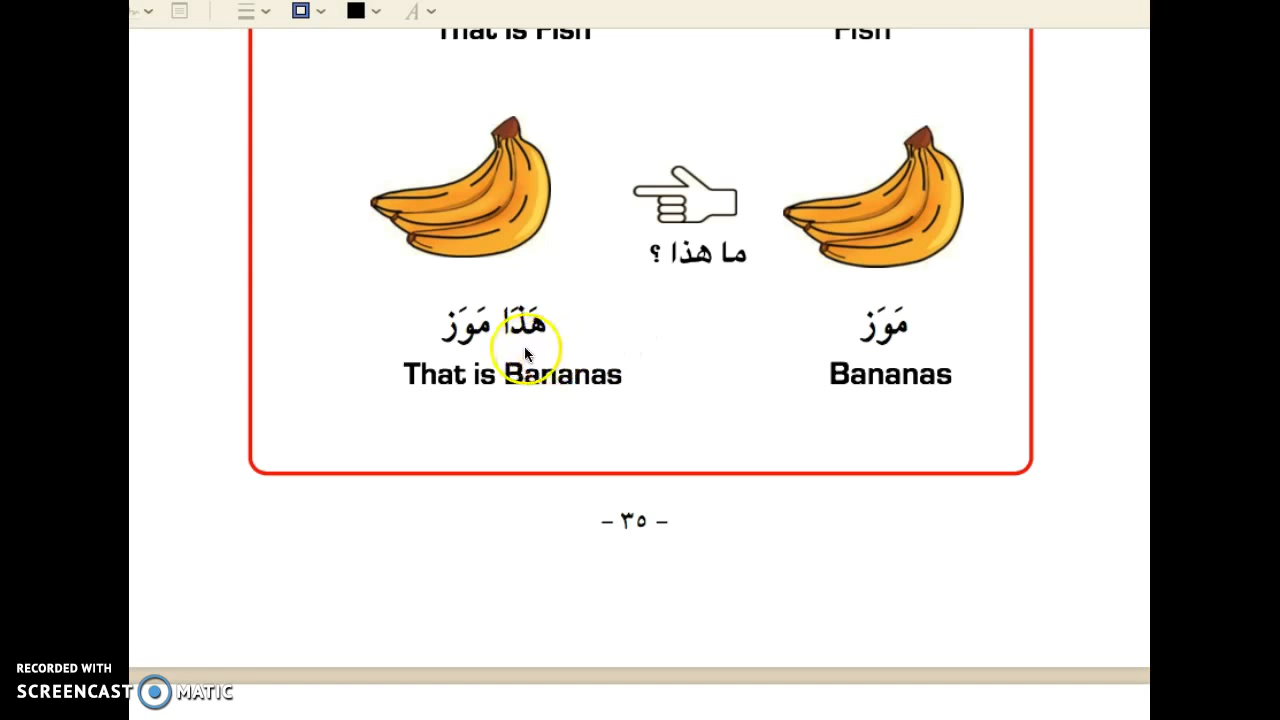 That is Fish
Fish
ما هذا ؟
هَذَا مَوَز
مَوَز
That is Bananas
Bananas
- ٣٥ -
RECORDED WITH
SCREENCAST MATIC